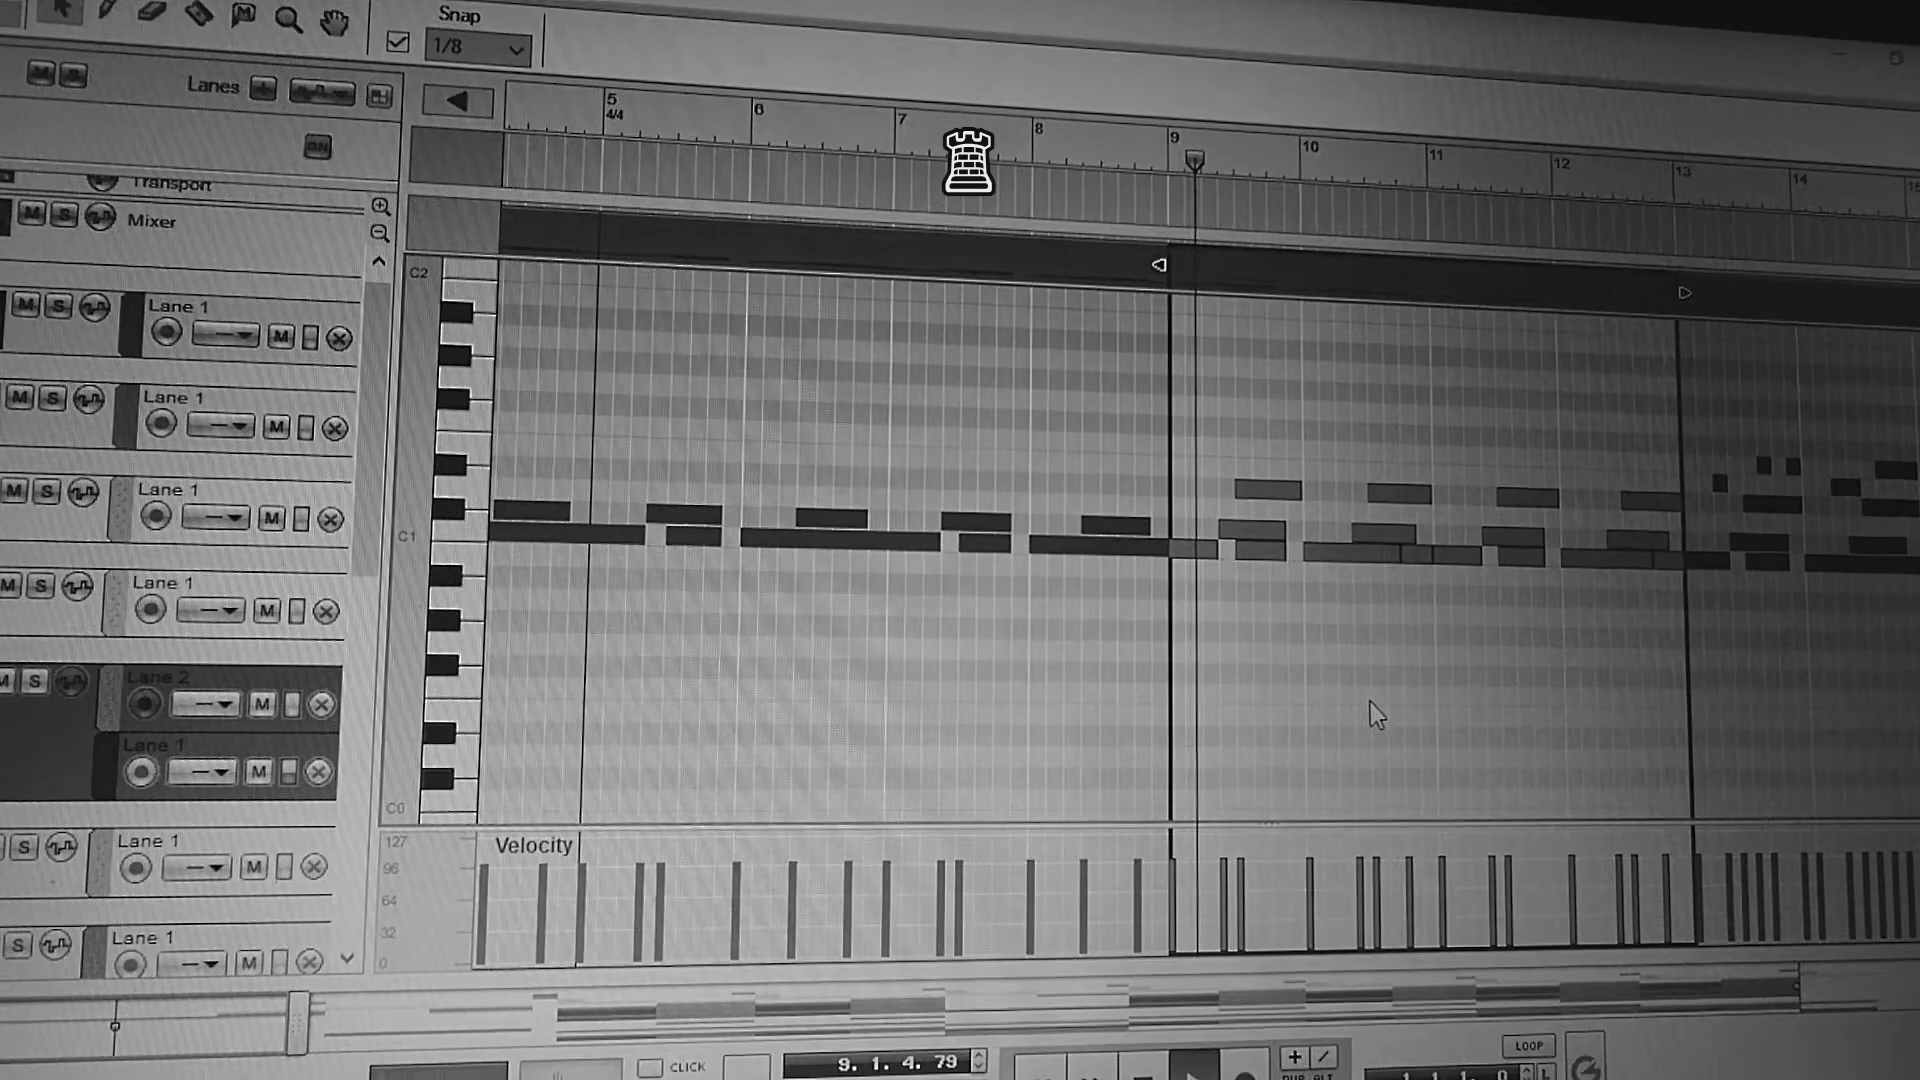 Snap
1/8
M S
Lanes
ON
5 6 7 8 9 10 11 12 13 14
4/4
Transport
M S Mixer
C2
M S Lane 1
M
M S Lane 1
M
M S Lane 1
M
C1
M S Lane 1
M
M S Lane 2
M
Lane 1
M
C0
S Lane 1
M
127
Velocity
96
64
32
0
S Lane 1
M
CLICK
9. 1. 4. 79
LOOP